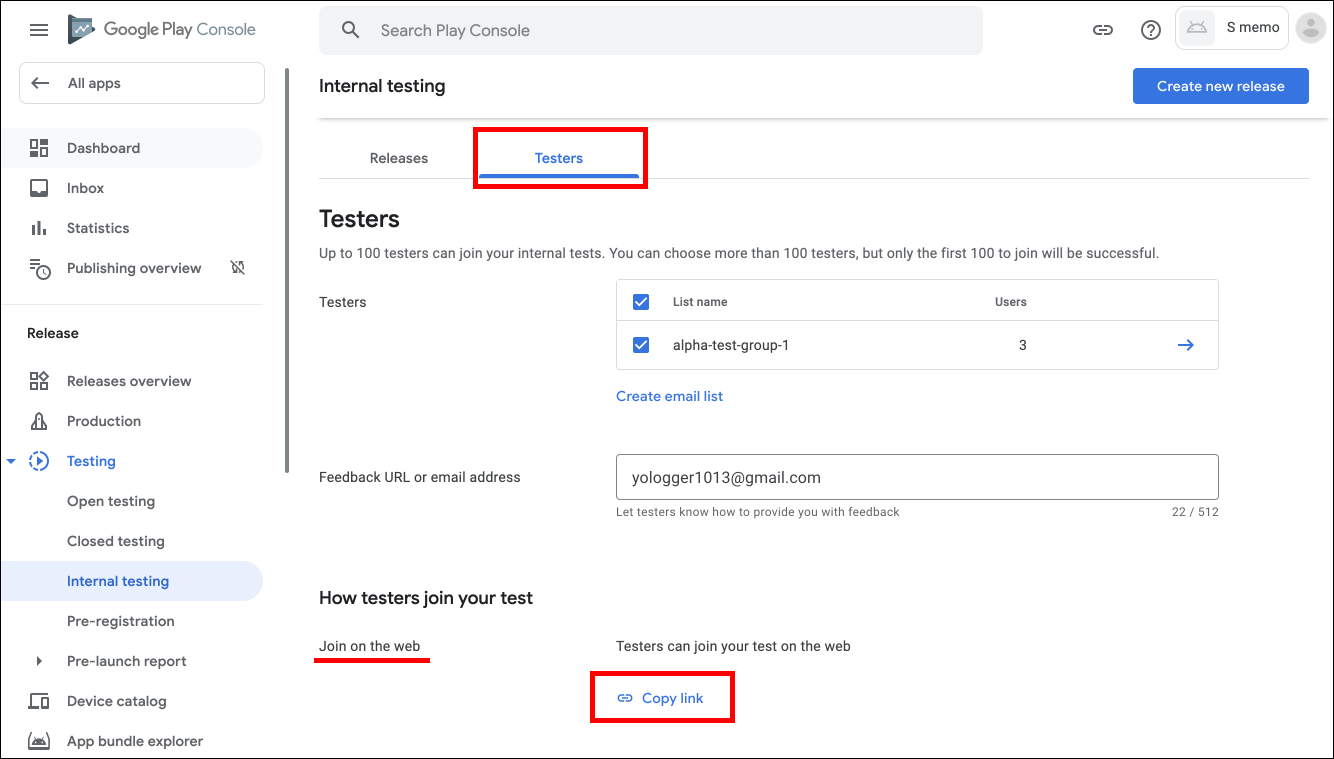 Google Play Console
Search Play Console
S memo
All apps
Internal testing
Create new release
Dashboard
Inbox
Statistics
Publishing overview
Release
Releases overview
Production
Testing
Open testing
Closed testing
Internal testing
Pre-registration
Pre-launch report
Device catalog
App bundle explorer
Releases
Testers
Testers
Up to 100 testers can join your internal tests. You can choose more than 100 testers, but only the first 100 to join will be successful.
Testers
List name Users
alpha-test-group-1 3
Create email list
Feedback URL or email address
yologger1013@gmail.com
Let testers know how to provide you with feedback 22 / 512
How testers join your test
Join on the web
Testers can join your test on the web
Copy link